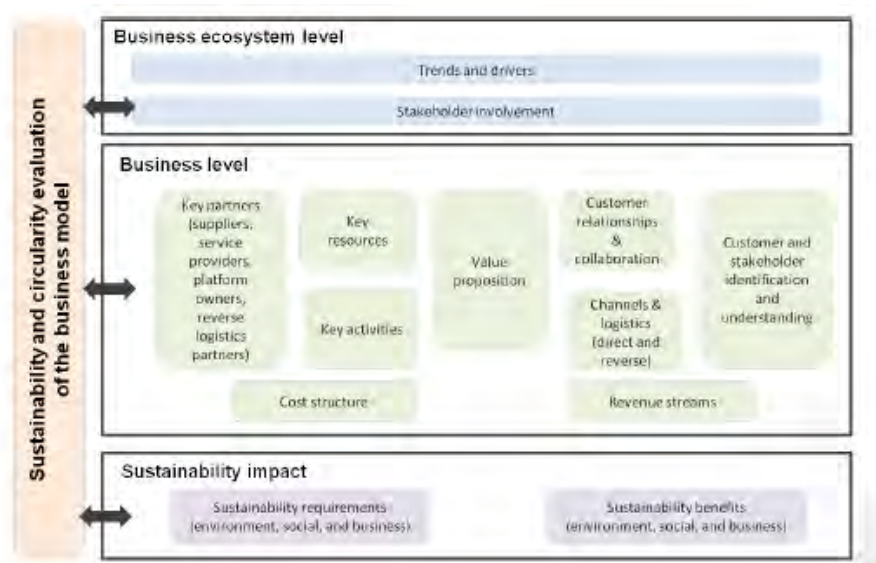 Sustainability and circularity evaluation
of the business model
Business ecosystem level
Trends and drivers
Stakeholder involvement
Business level
Key partners
(suppliers,
service
providers,
platform
owners,
reverse
logistics
partners)
Key
resources
Key activities
Value
proposition
Customer
relationships
&
collaboration
Channels &
logistics
(direct and
reverse)
Customer and
stakeholder
identification
and
understanding
Cost structure
Revenue streams
Sustainability impact
Sustainability requirements
(environment, social, and business)
Sustainability benefits
(environment, social, and business)